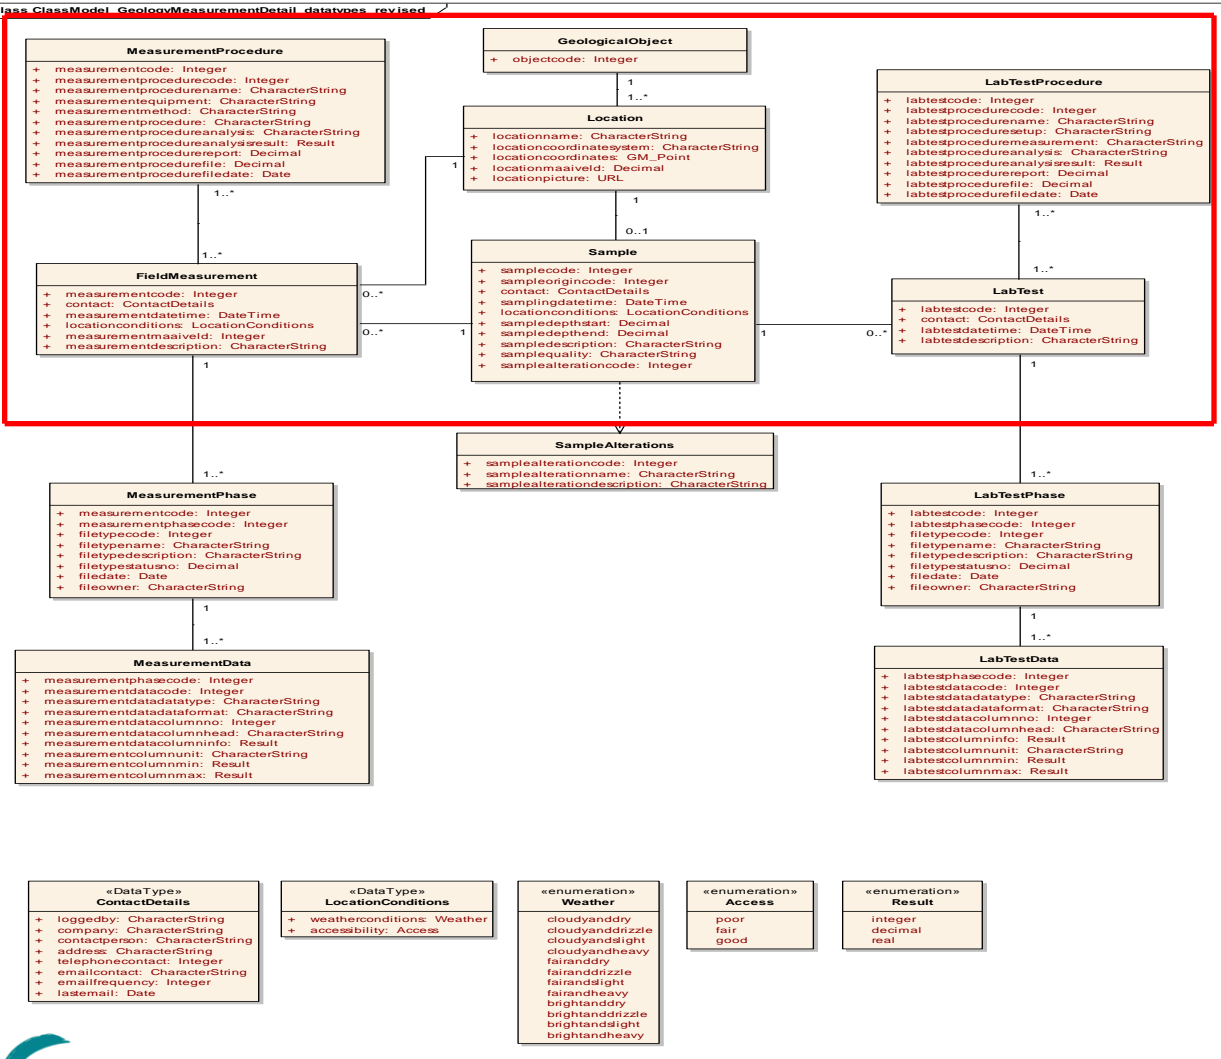 class ClassModel_GeologyMeasurementDetail_datatypes_revised
MeasurementProcedure
+ measurementcode: Integer
+ measurementprocedurecode: Integer
+ measurementprocedurename: CharacterString
+ measurementequipment: CharacterString
+ measurementmethod: CharacterString
+ measurementprocedure: CharacterString
+ measurementprocedureanalysis: CharacterString
+ measurementprocedureanalysisresult: Result
+ measurementprocedurereport: Decimal
+ measurementprocedurefile: Decimal
+ measurementprocedurefiledate: Date
GeologicalObject
+ objectcode: Integer
1
1..*
Location
+ locationname: CharacterString
+ locationcoordinatesystem: CharacterString
+ locationcoordinates: GM_Point
+ locationmaaiveld: Decimal
+ locationpicture: URL
LabTestProcedure
+ labtestcode: Integer
+ labtestprocedurecode: Integer
+ labtestprocedurename: CharacterString
+ labtestproceduresetup: CharacterString
+ labtestproceduremeasurement: CharacterString
+ labtestprocedureanalysis: CharacterString
+ labtestprocedureanalysisresult: Result
+ labtestprocedurereport: Decimal
+ labtestprocedurefile: Decimal
+ labtestprocedurefiledate: Date
1..*
1..*
1
1
0..1
1..*
1..*
FieldMeasurement
+ measurementcode: Integer
+ contact: ContactDetails
+ measurementdatetime: DateTime
+ locationconditions: LocationConditions
+ measurementmaaiveld: Integer
+ measurementdescription: CharacterString
0..*
0..*
1
Sample
+ samplecode: Integer
+ sampleorigincode: Integer
+ contact: ContactDetails
+ samplingdatetime: DateTime
+ locationconditions: LocationConditions
+ sampledepthstart: Decimal
+ sampledepthend: Decimal
+ sampledescription: CharacterString
+ samplequality: CharacterString
+ samplealterationcode: Integer
1
0..*
LabTest
+ labtestcode: Integer
+ contact: ContactDetails
+ labtestdatetime: DateTime
+ labtestdescription: CharacterString
1
1..*
1
1..*
SampleAlterations
+ samplealterationcode: Integer
+ samplealterationname: CharacterString
+ samplealterationdescription: CharacterString
MeasurementPhase
+ measurementcode: Integer
+ measurementphasecode: Integer
+ filetypecode: Integer
+ filetypename: CharacterString
+ filetypedescription: CharacterString
+ filetypestatusno: Decimal
+ filedate: Date
+ fileowner: CharacterString
1
1..*
LabTestPhase
+ labtestcode: Integer
+ labtestphasecode: Integer
+ filetypecode: Integer
+ filetypename: CharacterString
+ filetypedescription: CharacterString
+ filetypestatusno: Decimal
+ filedate: Date
+ fileowner: CharacterString
1
1..*
MeasurementData
+ measurementphasecode: Integer
+ measurementdatacode: Integer
+ measurementdatadatatype: CharacterString
+ measurementdatadataformat: CharacterString
+ measurementdatacolumnno: Integer
+ measurementdatacolumnhead: CharacterString
+ measurementdatacolumninfo: Result
+ measurementcolumnunit: CharacterString
+ measurementcolumnmin: Result
+ measurementcolumnmax: Result
LabTestData
+ labtestphasecode: Integer
+ labtestdatacode: Integer
+ labtestdatadatatype: CharacterString
+ labtestdatadataformat: CharacterString
+ labtestdatacolumnno: Integer
+ labtestdatacolumnhead: CharacterString
+ labtestcolumninfo: Result
+ labtestcolumnunit: CharacterString
+ labtestcolumnmin: Result
+ labtestcolumnmax: Result
«DataType»
ContactDetails
+ loggedby: CharacterString
+ company: CharacterString
+ contactperson: CharacterString
+ address: CharacterString
+ telephonecontact: Integer
+ emailcontact: CharacterString
+ emailfrequency: Integer
+ lastemail: Date
«DataType»
LocationConditions
+ weatherconditions: Weather
+ accessibility: Access
«enumeration»
Weather
cloudyanddry
cloudyanddrizzle
cloudyandslight
cloudyandheavy
fairanddry
fairanddrizzle
fairandslight
fairandheavy
brightanddry
brightanddrizzle
brightandslight
brightandheavy
«enumeration»
Access
poor
fair
good
«enumeration»
Result
integer
decimal
real